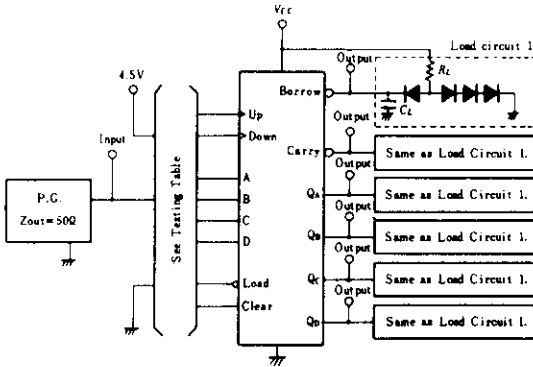 Vcc
Output
Load circuit 1
4.5V
RL
Borrow
CL
Up
Output
Input
Down
Carry
Same as Load Circuit 1.
Output
P.G.
Zout=50Ω
See Testing Table
A
QA
Same as Load Circuit 1.
B
Output
C
QB
Same as Load Circuit 1.
D
Output
Load
QC
Same as Load Circuit 1.
Output
Clear
QD
Same as Load Circuit 1.